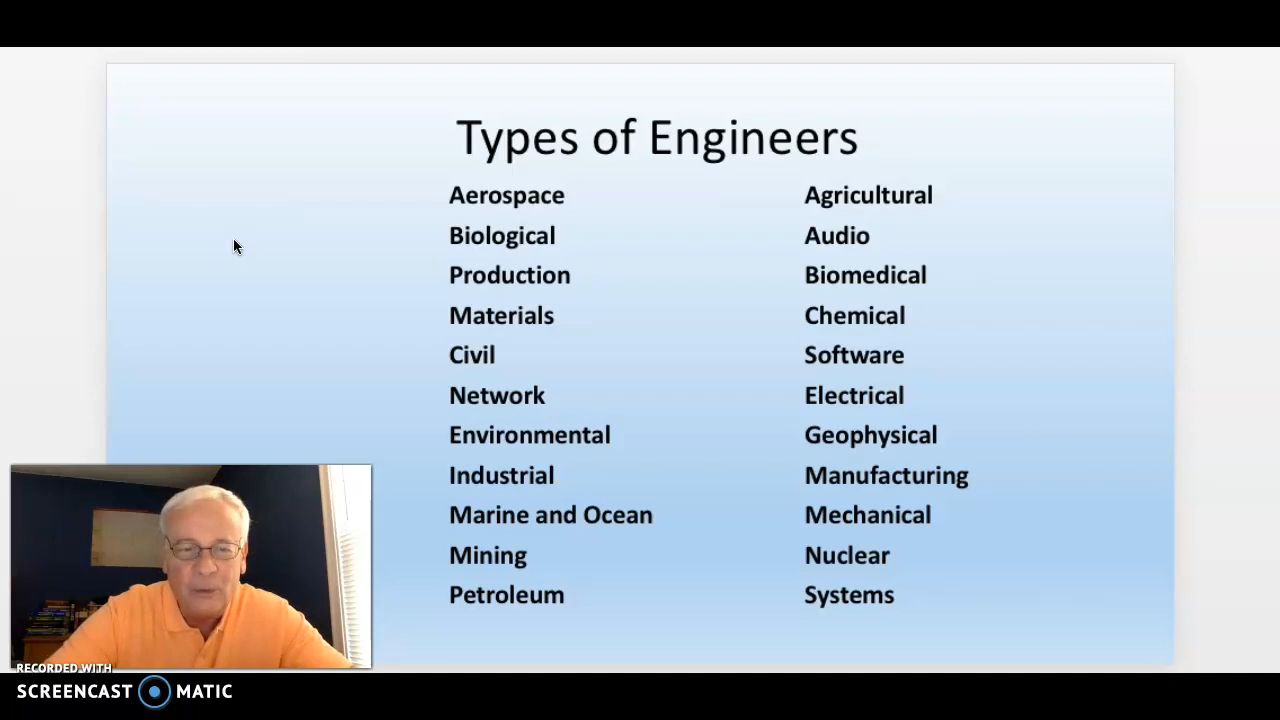 Types of Engineers
Aerospace
Biological
Production
Materials
Civil
Network
Environmental
Industrial
Marine and Ocean
Mining
Petroleum
Agricultural
Audio
Biomedical
Chemical
Software
Electrical
Geophysical
Manufacturing
Mechanical
Nuclear
Systems
RECORDED WITH
SCREENCAST MATIC